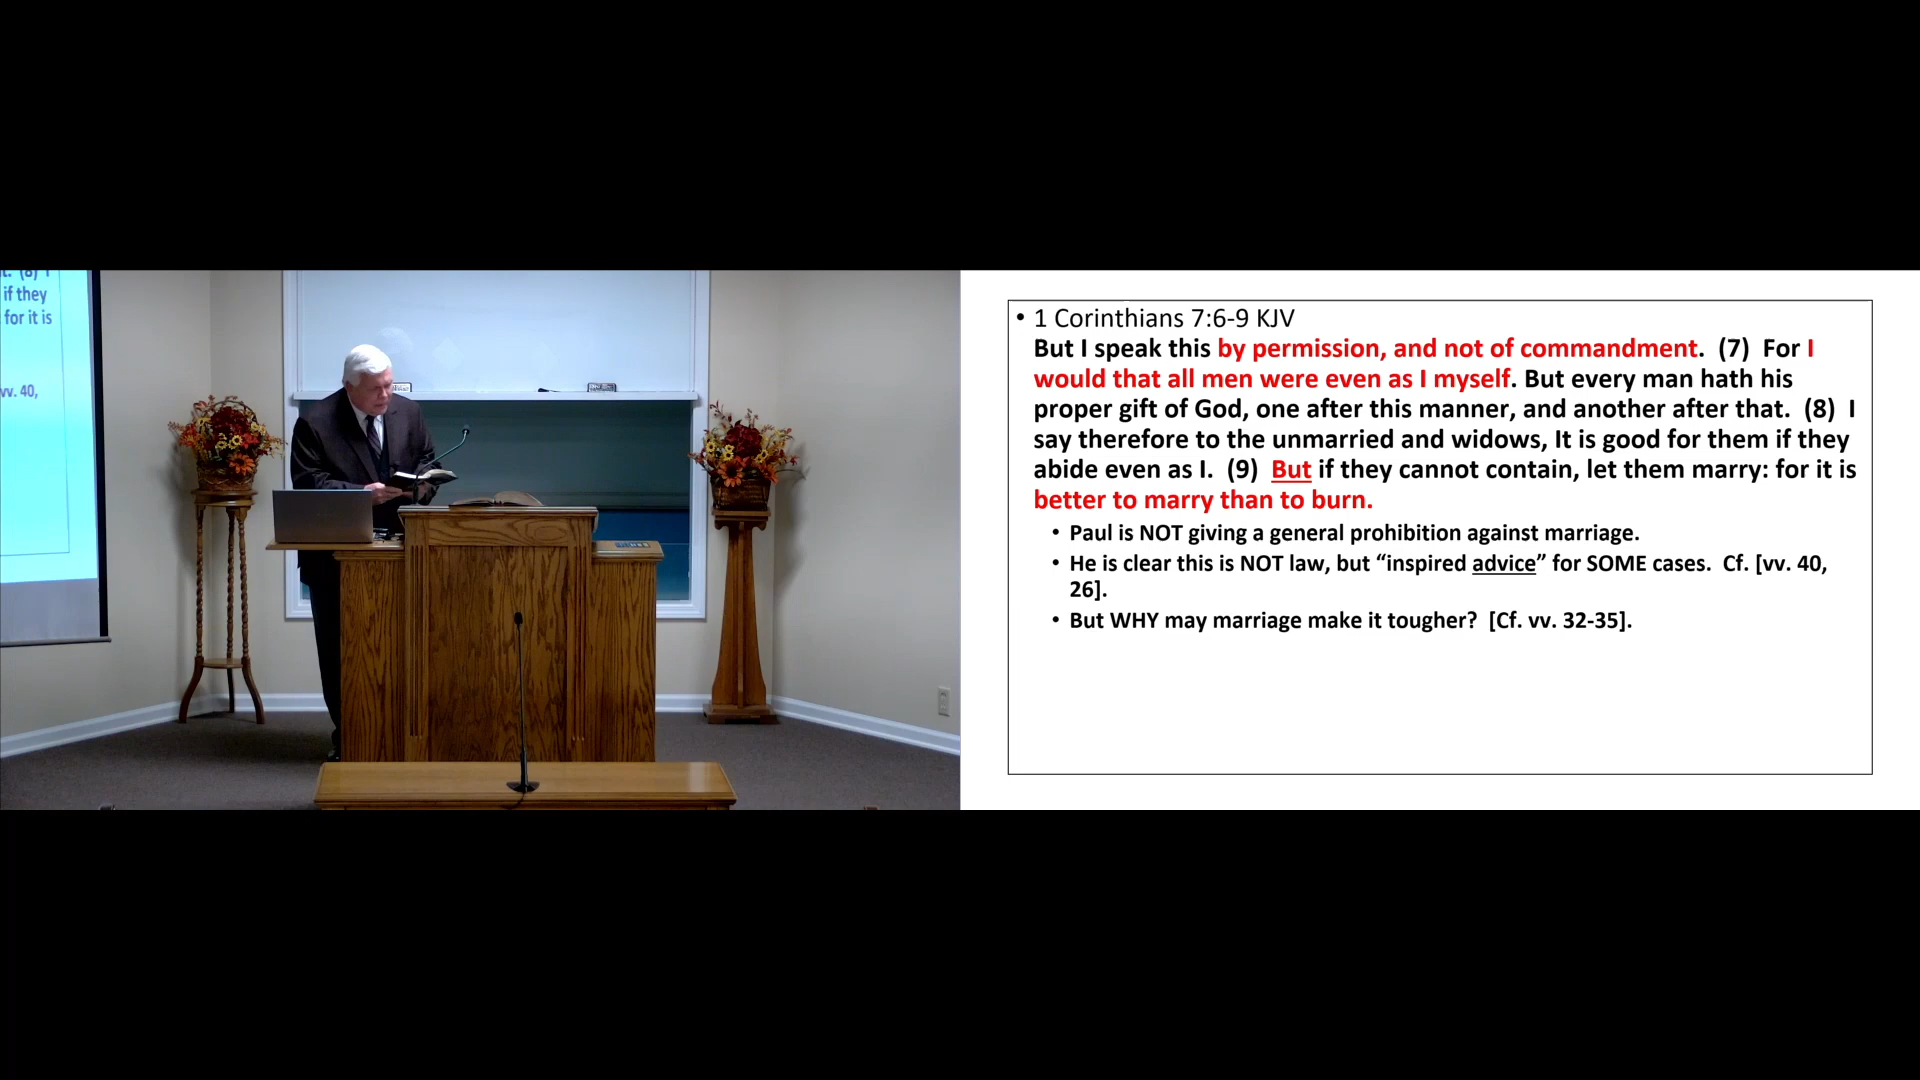 t. (8) I
if they
for it is
vv. 40,
• 1 Corinthians 7:6-9 KJV
But I speak this by permission, and not of commandment. (7) For I
would that all men were even as I myself. But every man hath his
proper gift of God, one after this manner, and another after that. (8) I
say therefore to the unmarried and widows, It is good for them if they
abide even as I. (9) But if they cannot contain, let them marry: for it is
better to marry than to burn.
• Paul is NOT giving a general prohibition against marriage.
• He is clear this is NOT law, but “inspired advice” for SOME cases. Cf. [vv. 40,
26].
• But WHY may marriage make it tougher? [Cf. vv. 32-35].